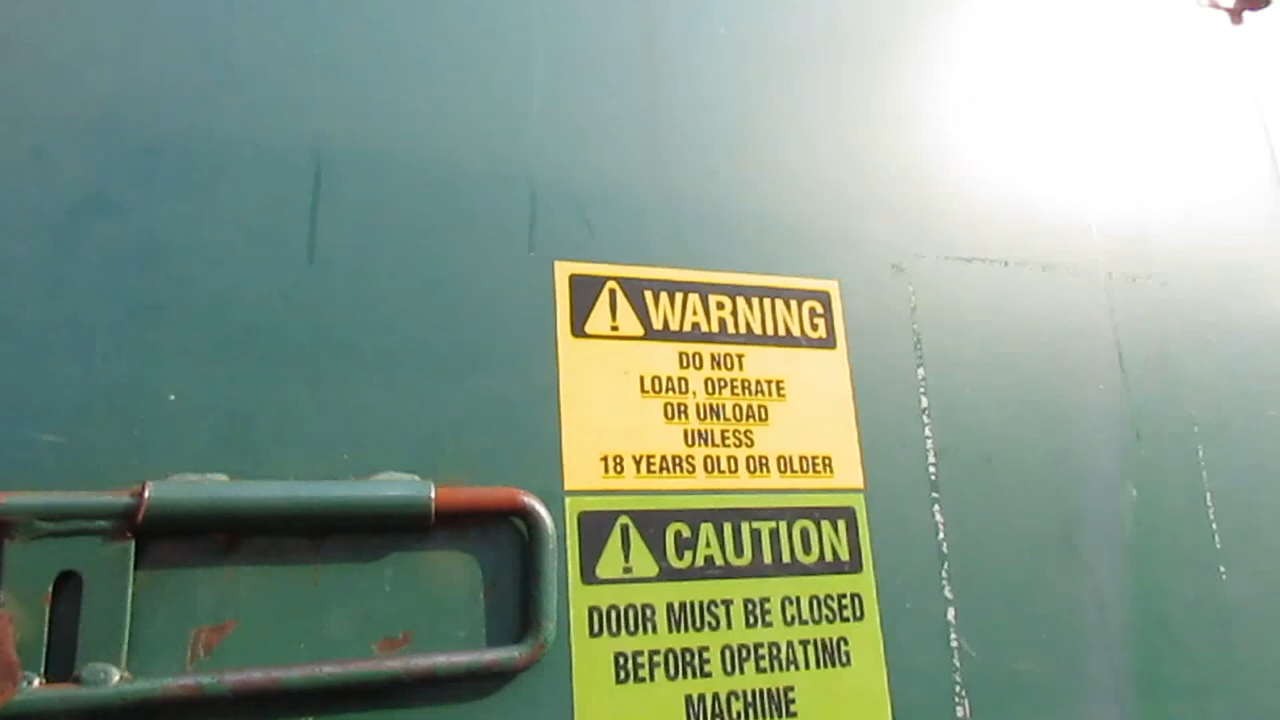 WARNING
DO NOT
LOAD, OPERATE
OR UNLOAD
UNLESS
18 YEARS OLD OR OLDER
CAUTION
DOOR MUST BE CLOSED
BEFORE OPERATING
MACHINE